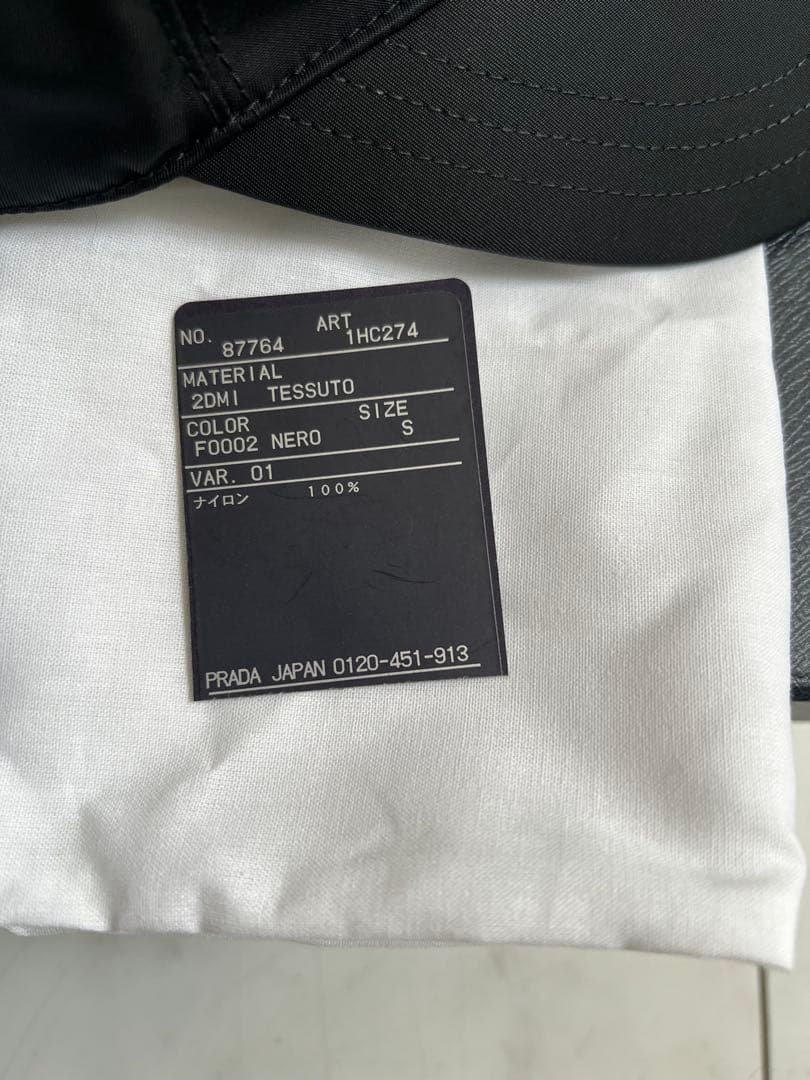 NO. 87764 ART 1HC274
MATERIAL
2DMI TESSUTO
COLOR SIZE
F0002 NERO S
VAR. 01
ナイロン 100%
PRADA JAPAN 0120-451-913